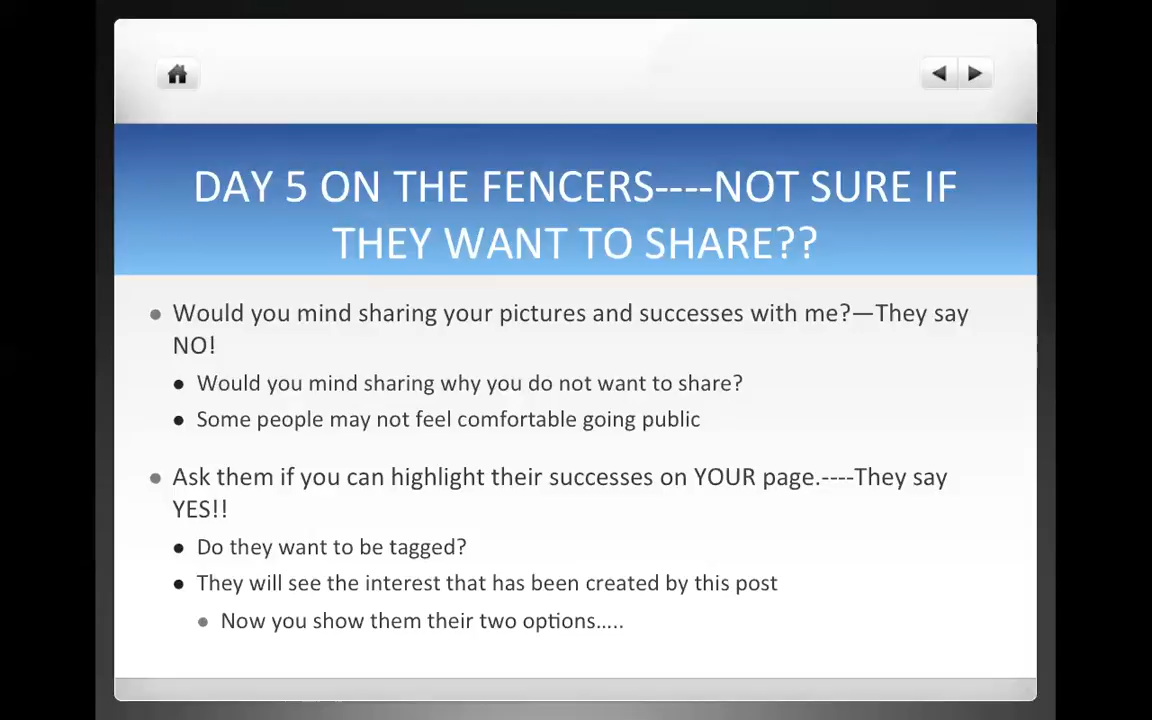 DAY 5 ON THE FENCERS----NOT SURE IF
THEY WANT TO SHARE??
Would you mind sharing your pictures and successes with me?—They say
NO!
Would you mind sharing why you do not want to share?
Some people may not feel comfortable going public
Ask them if you can highlight their successes on YOUR page.----They say
YES!!
Do they want to be tagged?
They will see the interest that has been created by this post
Now you show them their two options.....